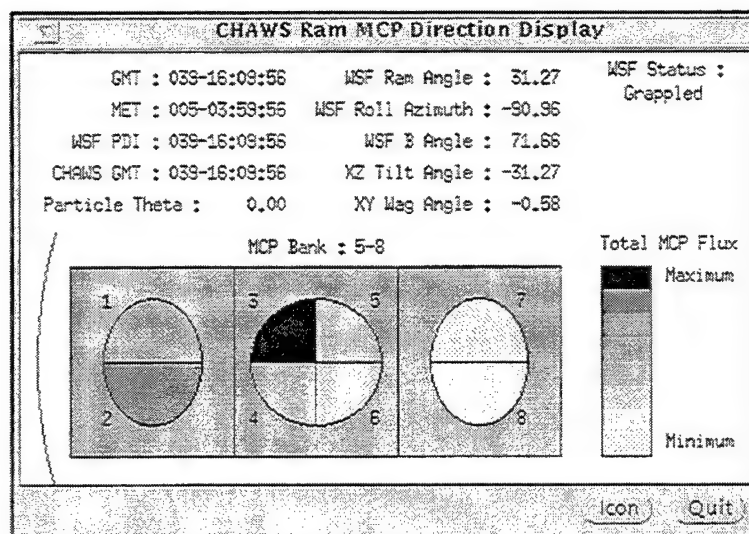 CHAWS Ram MCP Direction Display
GMT : 039-16:09:56
MET : 005-03:59:56
WSF PDI : 039-16:09:56
CHAWS GMT : 039-16:09:56
Particle Theta : 0.00
WSF Ram Angle : 31.27
WSF Roll Azimuth : -90.96
WSF B Angle : 71.66
XZ Tilt Angle : -31.27
XY Wag Angle : -0.58
WSF Status :
Grappled
MCP Bank : 5-8
1
2
3
5
4
6
7
8
Total MCP Flux
Maximum
Minimum
Icon
Quit